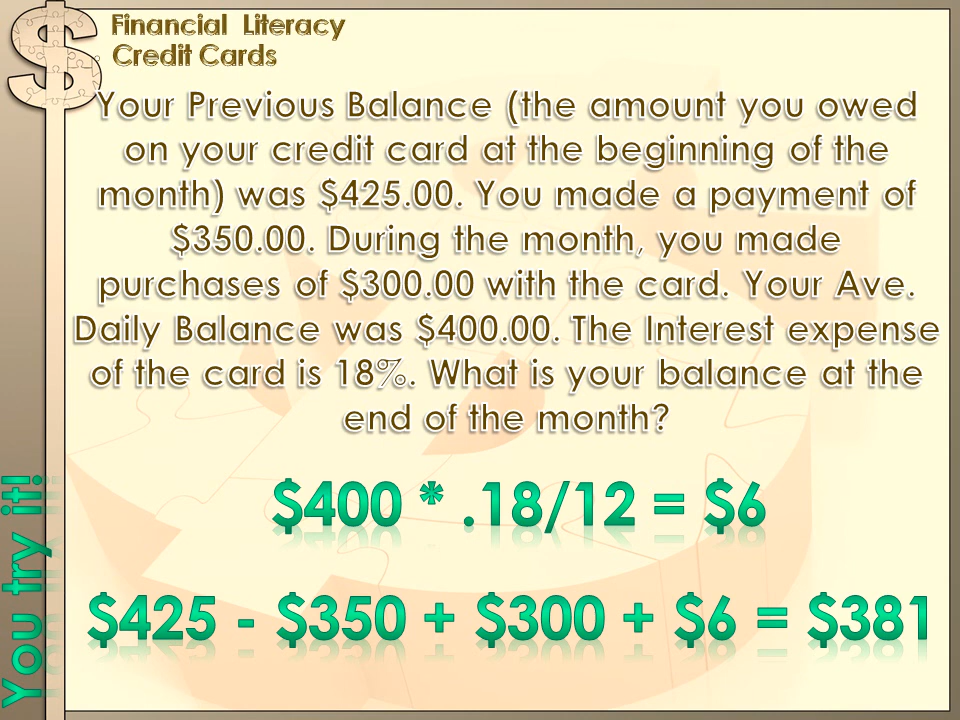 Financial Literacy
Credit Cards
Your Previous Balance (the amount you owed
on your credit card at the beginning of the
month) was $425.00. You made a payment of
$350.00. During the month, you made
purchases of $300.00 with the card. Your Ave.
Daily Balance was $400.00. The Interest expense
of the card is 18%. What is your balance at the
end of the month?
$400 * .18/12 = $6
$425 - $350 + $300 + $6 = $381
You try it!